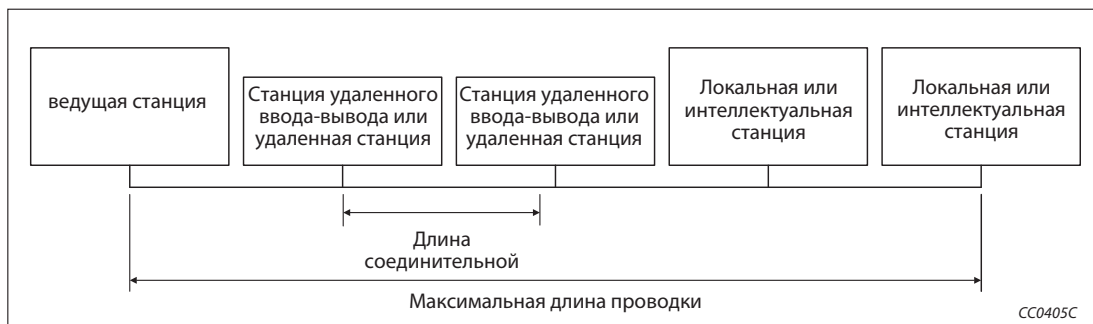 ведущая станция
Станция удаленного
ввода-вывода или
удаленная станция
Станция удаленного
ввода-вывода или
удаленная станция
Локальная или
интеллектуальная
станция
Локальная или
интеллектуальная
станция
Длина
соединительной
Максимальная длина проводки
CC0405C